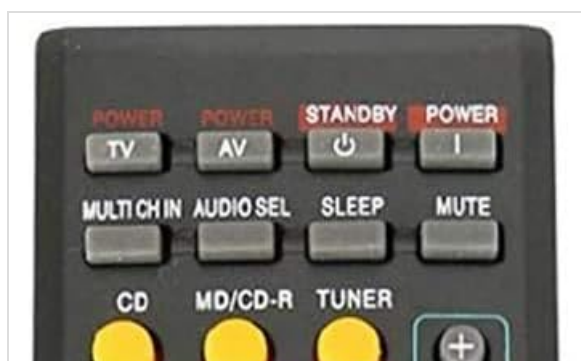 POWER POWER STANDBY POWER
TV AV ⏻ I
MULTI CH IN AUDIO SEL SLEEP MUTE
CD MD/CD-R TUNER
+